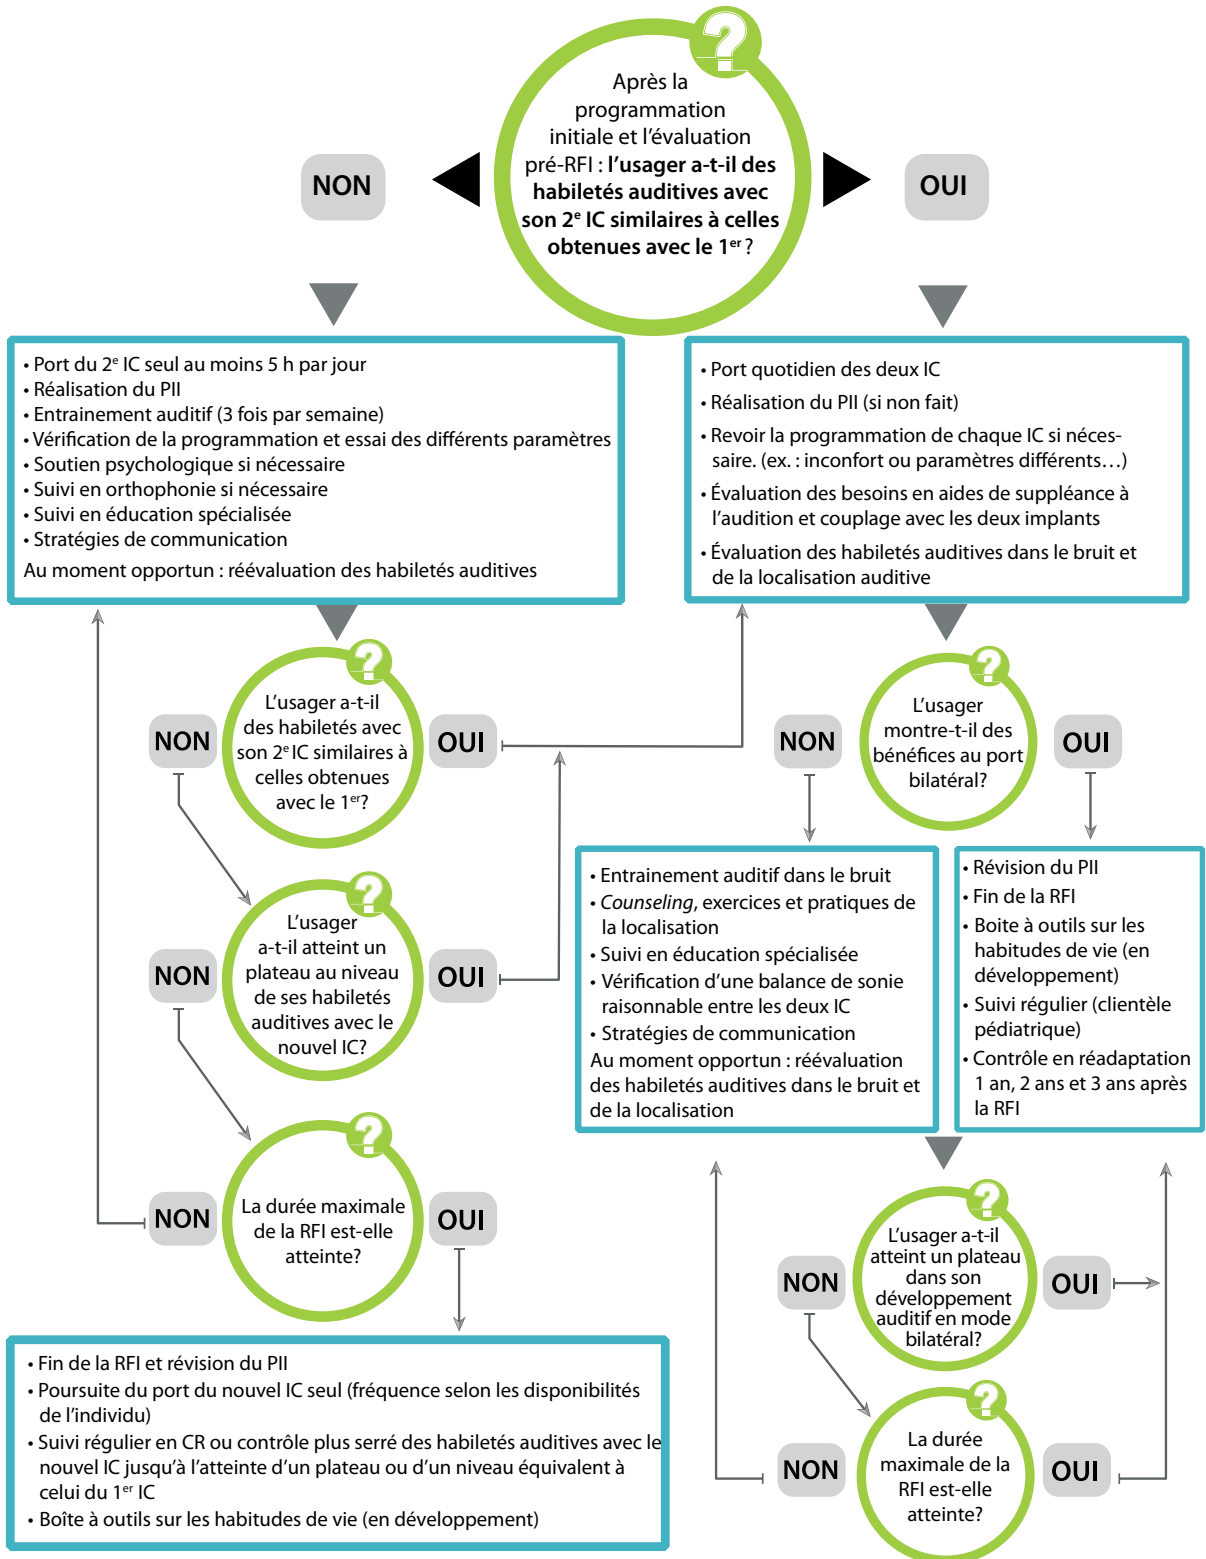 ?
Après la
programmation
initiale et l'évaluation
pré-RFI : l'usager a-t-il des
habiletés auditives avec
son 2e IC similaires à celles
obtenues avec le 1er ?
NON
OUI
• Port du 2e IC seul au moins 5 h par jour
• Réalisation du PII
• Entrainement auditif (3 fois par semaine)
• Vérification de la programmation et essai des différents paramètres
• Soutien psychologique si nécessaire
• Suivi en orthophonie si nécessaire
• Suivi en éducation spécialisée
• Stratégies de communication
Au moment opportun : réévaluation des habiletés auditives
• Port quotidien des deux IC
• Réalisation du PII (si non fait)
• Revoir la programmation de chaque IC si néces-
saire. (ex. : inconfort ou paramètres différents…)
• Évaluation des besoins en aides de suppléance à
l'audition et couplage avec les deux implants
• Évaluation des habiletés auditives dans le bruit et
de la localisation auditive
?
L'usager a-t-il
des habiletés avec
son 2e IC similaires à
celles obtenues
avec le 1er?
NON
OUI
?
L'usager
a-t-il atteint un
plateau au niveau
de ses habiletés
auditives avec le
nouvel IC?
NON
OUI
?
La durée maximale
de la RFI est-elle
atteinte?
NON
OUI
• Fin de la RFI et révision du PII
• Poursuite du port du nouvel IC seul (fréquence selon les disponibilités
de l'individu)
• Suivi régulier en CR ou contrôle plus serré des habiletés auditives avec le
nouvel IC jusqu'à l'atteinte d'un plateau ou d'un niveau équivalent à
celui du 1er IC
• Boîte à outils sur les habitudes de vie (en développement)
?
L'usager
montre-t-il des
bénéfices au port
bilatéral?
NON
OUI
• Entrainement auditif dans le bruit
• Counseling, exercices et pratiques de
la localisation
• Suivi en éducation spécialisée
• Vérification d'une balance de sonie
raisonnable entre les deux IC
• Stratégies de communication
Au moment opportun : réévaluation
des habiletés auditives dans le bruit et
de la localisation
• Révision du PII
• Fin de la RFI
• Boite à outils sur les
habitudes de vie (en
développement)
• Suivi régulier (clientèle
pédiatrique)
• Contrôle en réadaptation
1 an, 2 ans et 3 ans après
la RFI
?
L'usager a-t-il
atteint un plateau
dans son
développement
auditif en mode
bilatéral?
NON
OUI
?
La durée
maximale de la
RFI est-elle
atteinte?
NON
OUI